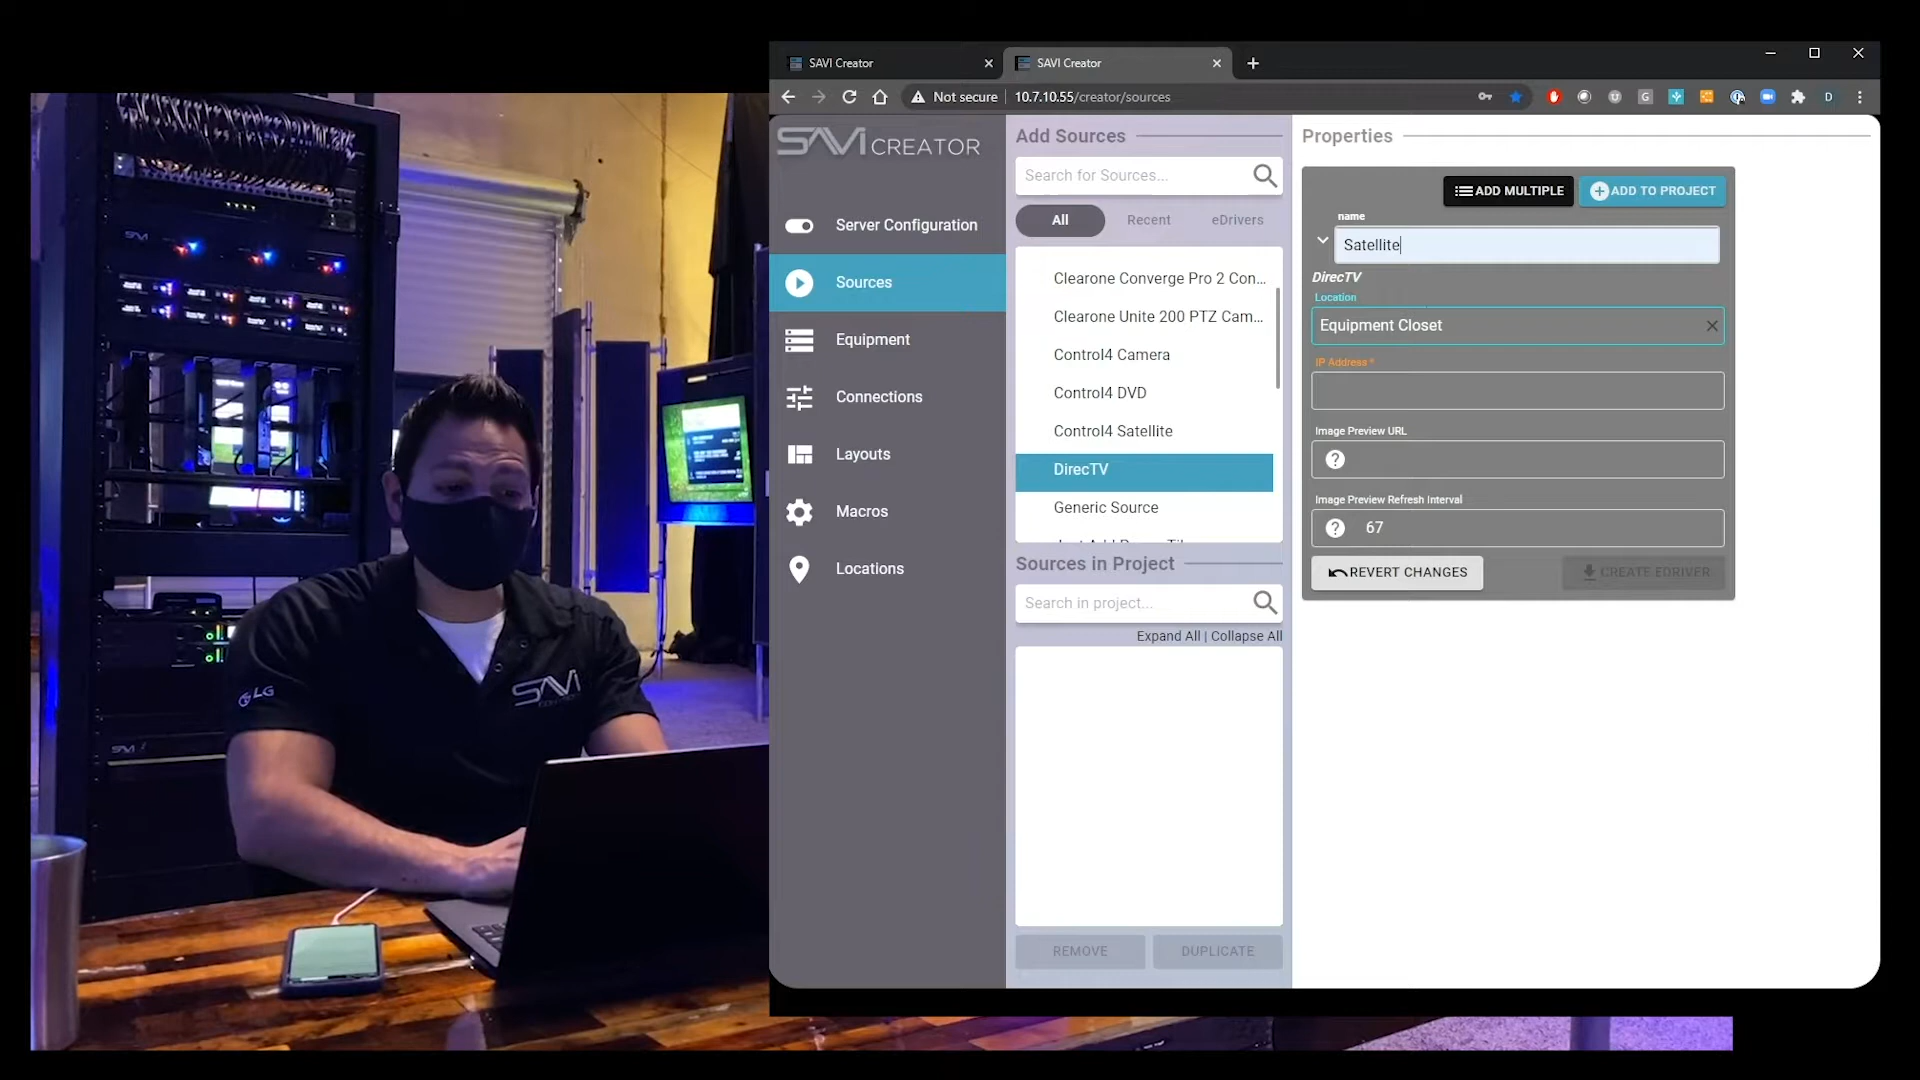 SAVI Creator
SAVI Creator
Not secure
10.7.10.55/creator/sources
G
D
SAVI CREATOR
Server Configuration
Sources
Equipment
Connections
Layouts
Macros
Locations
Add Sources
Search for Sources...
All
Recent
eDrivers
Clearone Converge Pro 2 Con...
Clearone Unite 200 PTZ Cam...
Control4 Camera
Control4 DVD
Control4 Satellite
DirecTV
Generic Source
Sources in Project
Search in project...
Expand All | Collapse All
REMOVE
DUPLICATE
Properties
ADD MULTIPLE
ADD TO PROJECT
name
Satellite
DirecTV
Location
Equipment Closet
IP Address *
Image Preview URL
?
Image Preview Refresh Interval
? 67
REVERT CHANGES
CREATE EDRIVER
LG
SAVI